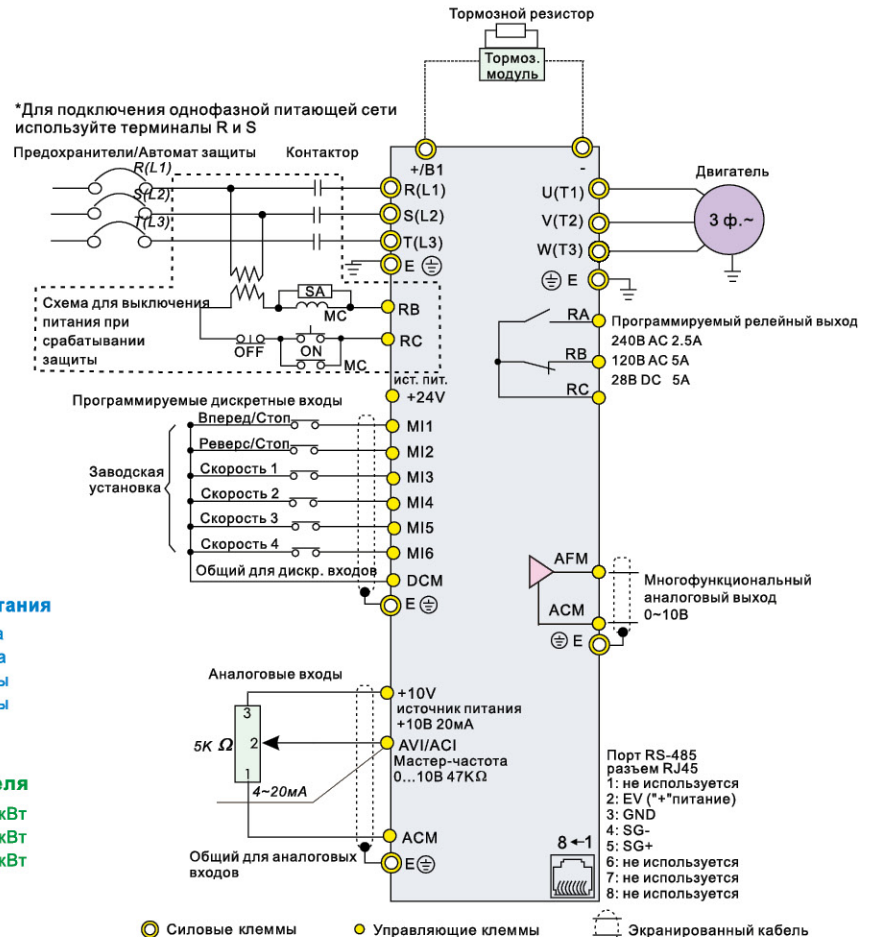 Тормозной резистор
Тормоз.
модуль
*Для подключения однофазной питающей сети
используйте терминалы R и S
Предохранители/Автомат защиты
Контактор
R(L1)
S(L2)
T(L3)
+/B1
-
R(L1)
S(L2)
T(L3)
E
U(T1)
V(T2)
W(T3)
E
Двигатель
3 ф.~
Схема для выключения
питания при
срабатывании
защиты
SA
MC
OFF
ON
MC
RB
RC
RA
RB
RC
Программируемый релейный выход
240В AC 2.5A
120В AC 5A
28В DC 5A
ист. пит.
+24V
Программируемые дискретные входы
Вперед/Стоп
MI1
Реверс/Стоп
MI2
Заводская
установка
Скорость 1
MI3
Скорость 2
MI4
Скорость 3
MI5
Скорость 4
MI6
Общий для дискр. входов
DCM
E
AFM
ACM
E
Многофункциональный
аналоговый выход
0~10В
тания
а
а
ы
ы
еля
кВт
кВт
кВт
Аналоговые входы
3
2
1
5K Ω
4~20мА
+10V
источник питания
+10В 20мА
AVI/ACI
Мастер-частота
0...10В 47KΩ
ACM
Общий для аналоговых
входов
E
Порт RS-485
разъем RJ45
1: не используется
2: EV ("+"питание)
3: GND
4: SG-
5: SG+
6: не используется
7: не используется
8: не используется
8←1
Силовые клеммы
Управляющие клеммы
Экранированный кабель